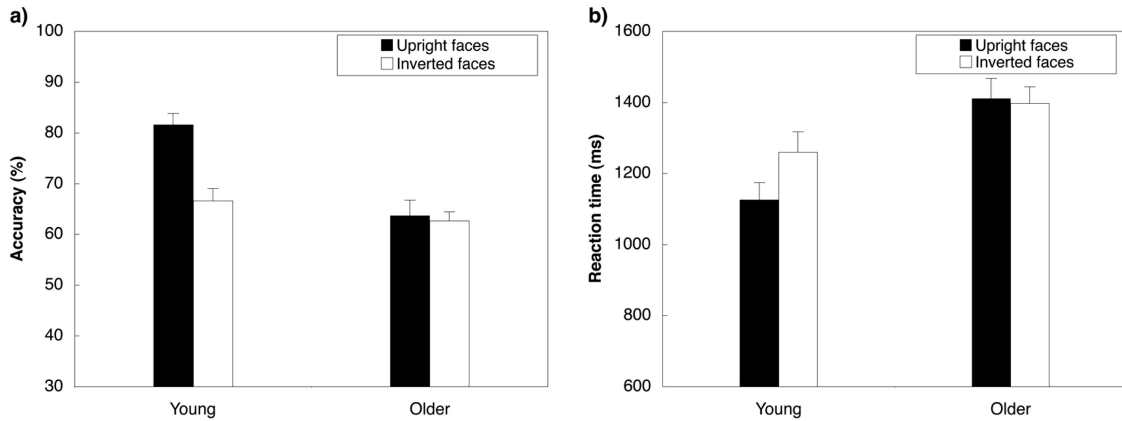 a)
100
90
80
70
60
50
40
30
Accuracy (%)
Upright faces
Inverted faces
Young
Older
b)
1600
1400
1200
1000
800
600
Reaction time (ms)
Upright faces
Inverted faces
Young
Older